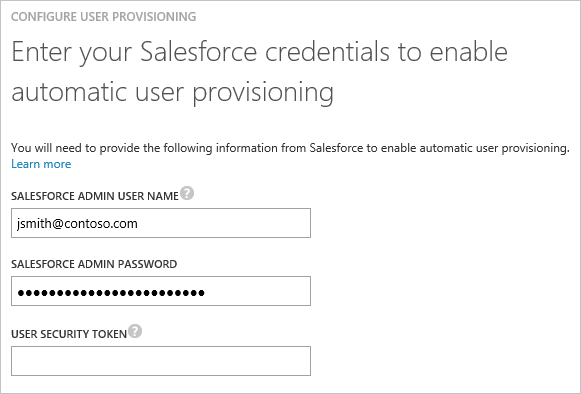 CONFIGURE USER PROVISIONING
Enter your Salesforce credentials to enable
automatic user provisioning
You will need to provide the following information from Salesforce to enable automatic user provisioning.
Learn more
SALESFORCE ADMIN USER NAME ?
jsmith@contoso.com
SALESFORCE ADMIN PASSWORD
●●●●●●●●●●●●●●●●●●●●●●●●
USER SECURITY TOKEN ?